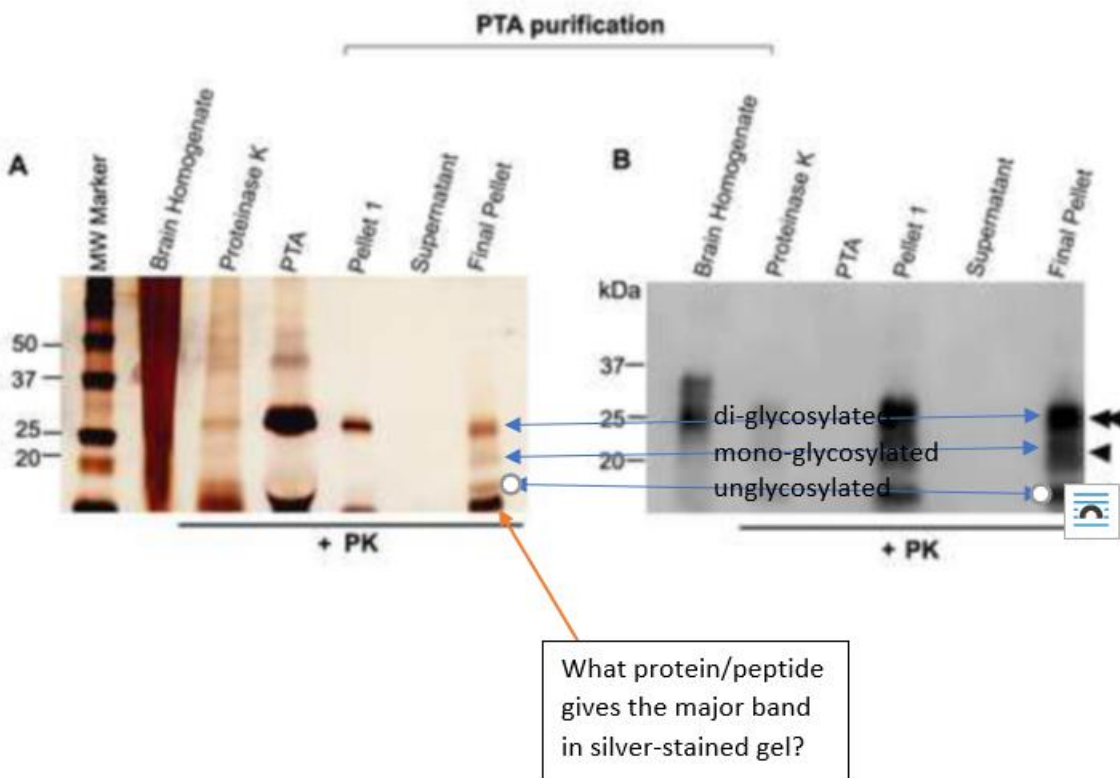 PTA purification
A
MW Marker
Brain Homogenate
Proteinase K
PTA
Pellet 1
Supernatant
Final Pellet
50
37
25
20
+ PK
B
Brain Homogenate
Proteinase K
PTA
Pellet 1
Supernatant
Final Pellet
kDa
37
25
20
di-glycosylated
mono-glycosylated
unglycosylated
+ PK
What protein/peptide
gives the major band
in silver-stained gel?